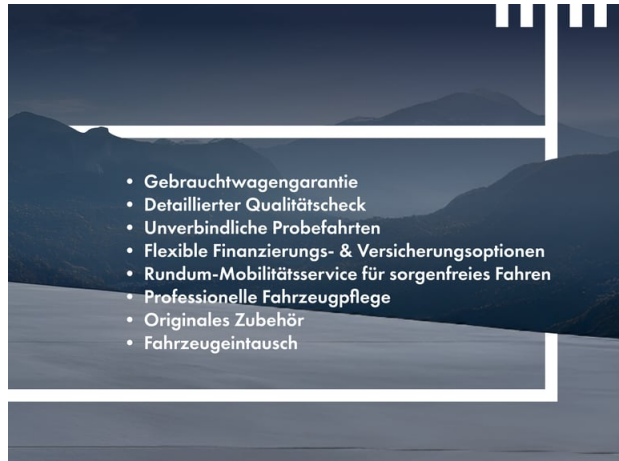 • Gebrauchtwagengarantie
• Detaillierter Qualitätscheck
• Unverbindliche Probefahrten
• Flexible Finanzierungs- & Versicherungsoptionen
• Rundum-Mobilitätsservice für sorgenfreies Fahren
• Professionelle Fahrzeugpflege
• Originales Zubehör
• Fahrzeugeintausch